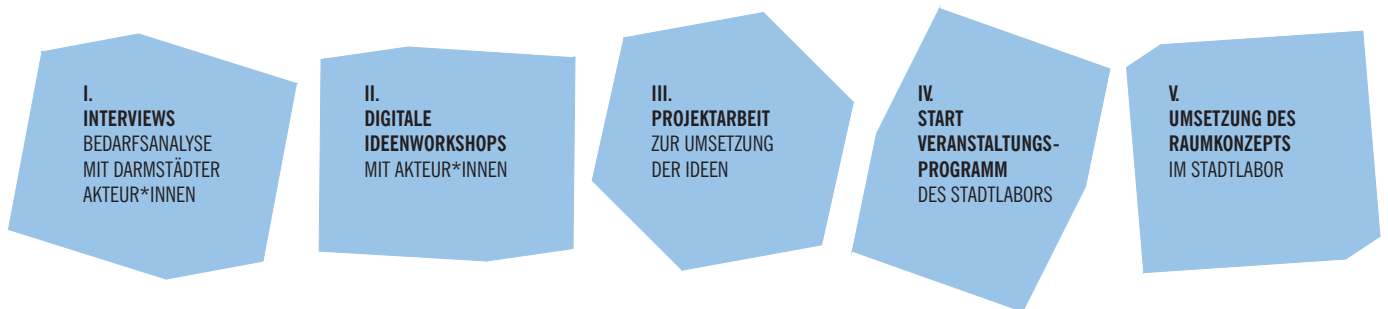 I.
INTERVIEWS
BEDARFSANALYSE
MIT DARMSTÄDTER
AKTEUR*INNEN
II.
DIGITALE
IDEENWORKSHOPS
MIT AKTEUR*INNEN
III.
PROJEKTARBEIT
ZUR UMSETZUNG
DER IDEEN
IV.
START
VERANSTALTUNGS-
PROGRAMM
DES STADTLABORS
V.
UMSETZUNG DES
RAUMKONZEPTS
IM STADTLABOR